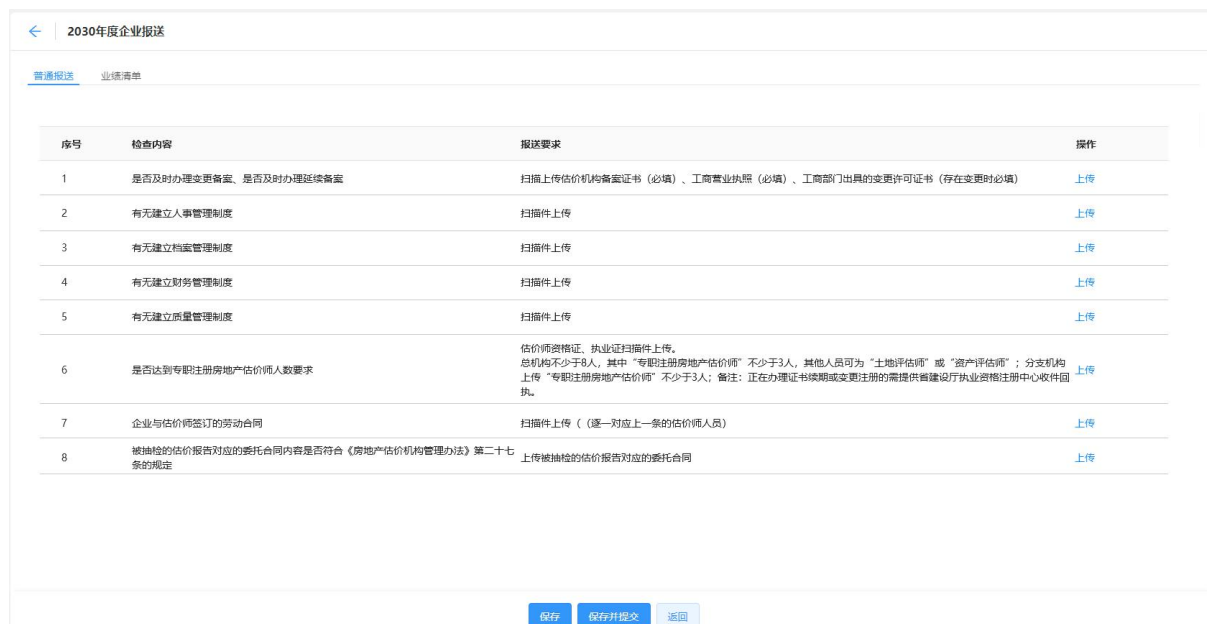 2030年度企业报送
普通报送 业绩清单
序号 检查内容 报送要求 操作
1 是否及时办理变更备案、是否及时办理延续备案 扫描上传估价机构备案证书（必填）、工商营业执照（必填）、工商部门出具的变更许可证书（存在变更时必填） 上传
2 有无建立人事管理制度 扫描件上传 上传
3 有无建立档案管理制度 扫描件上传 上传
4 有无建立财务管理制度 扫描件上传 上传
5 有无建立质量管理制度 扫描件上传 上传
6 是否达到专职注册房地产估价师人数要求
估价师资格证、执业证扫描件上传。
总机构不少于8人，其中“专职注册房地产估价师”不少于3人，其他人员可为“土地评估师”或“资产评估师”；分支机构
上传“专职注册房地产估价师”不少于3人；备注：正在办理证书续期或变更注册的需提供省建设厅执业资格注册中心收件回
执。
上传
7 企业与估价师签订的劳动合同 扫描件上传（（逐一对应上一条的估价师人员） 上传
8 被抽检的估价报告对应的委托合同内容是否符合《房地产估价机构管理办法》第二十七
条的规定
上传被抽检的估价报告对应的委托合同 上传
保存 保存并提交 返回